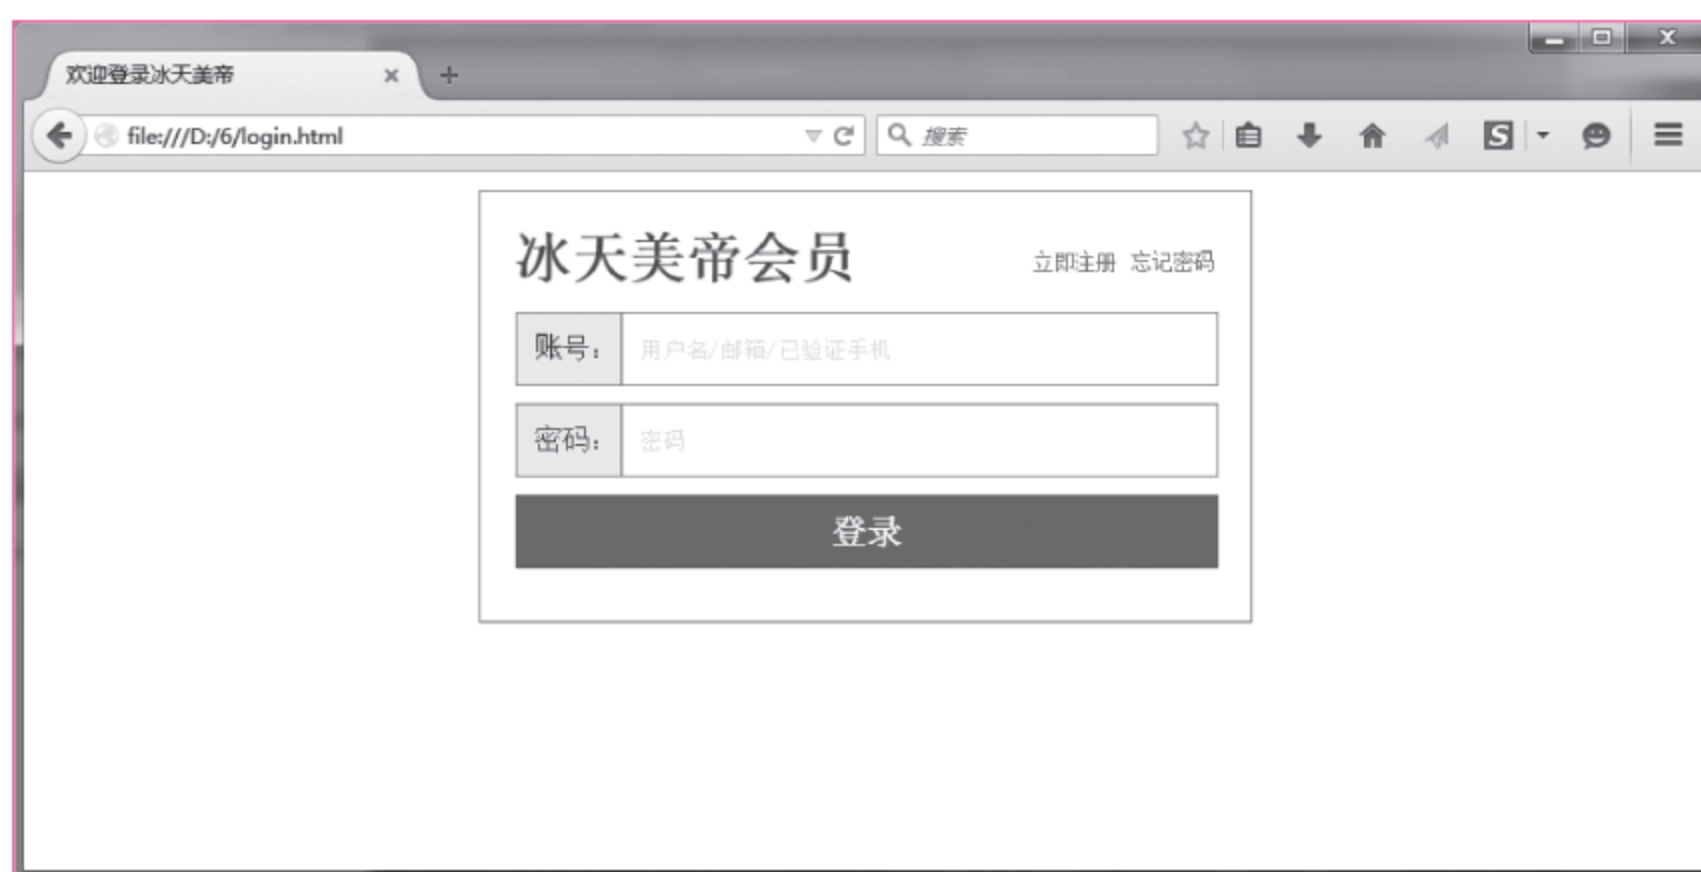 欢迎登录冰天美帝
file:///D:/6/login.html
搜索
冰天美帝会员
立即注册 忘记密码
账号：
用户名/邮箱/已验证手机
密码：
密码
登录